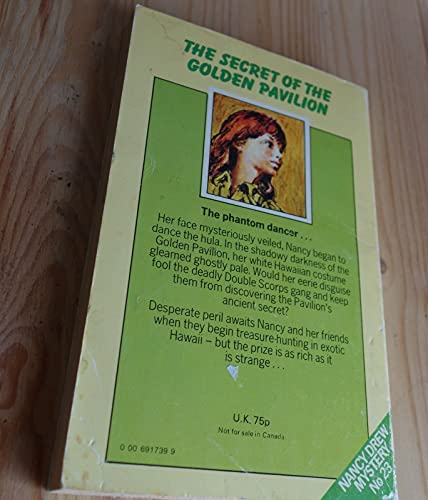 THE SECRET OF THE
GOLDEN PAVILION
The phantom dancer . . .
Her face mysteriously veiled, Nancy began to
dance the hula. In the shadowy darkness of the
Golden Pavilion, her white Hawaiian costume
gleamed ghostly pale. Would her eerie disguise
fool the deadly Double Scorps gang and keep
them from discovering the Pavilion's
ancient secret?
Desperate peril awaits Nancy and her friends
when they begin treasure-hunting in exotic
Hawaii – but the prize is as rich as it
is strange . . .
U.K. 75p
Not for sale in Canada
0 00 691739 9
NANCY DREW
MYSTERY
No 23